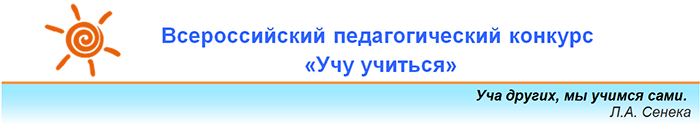 Всероссийский педагогический конкурс
«Учу учиться»
Уча других, мы учимся сами.
Л.А. Сенека